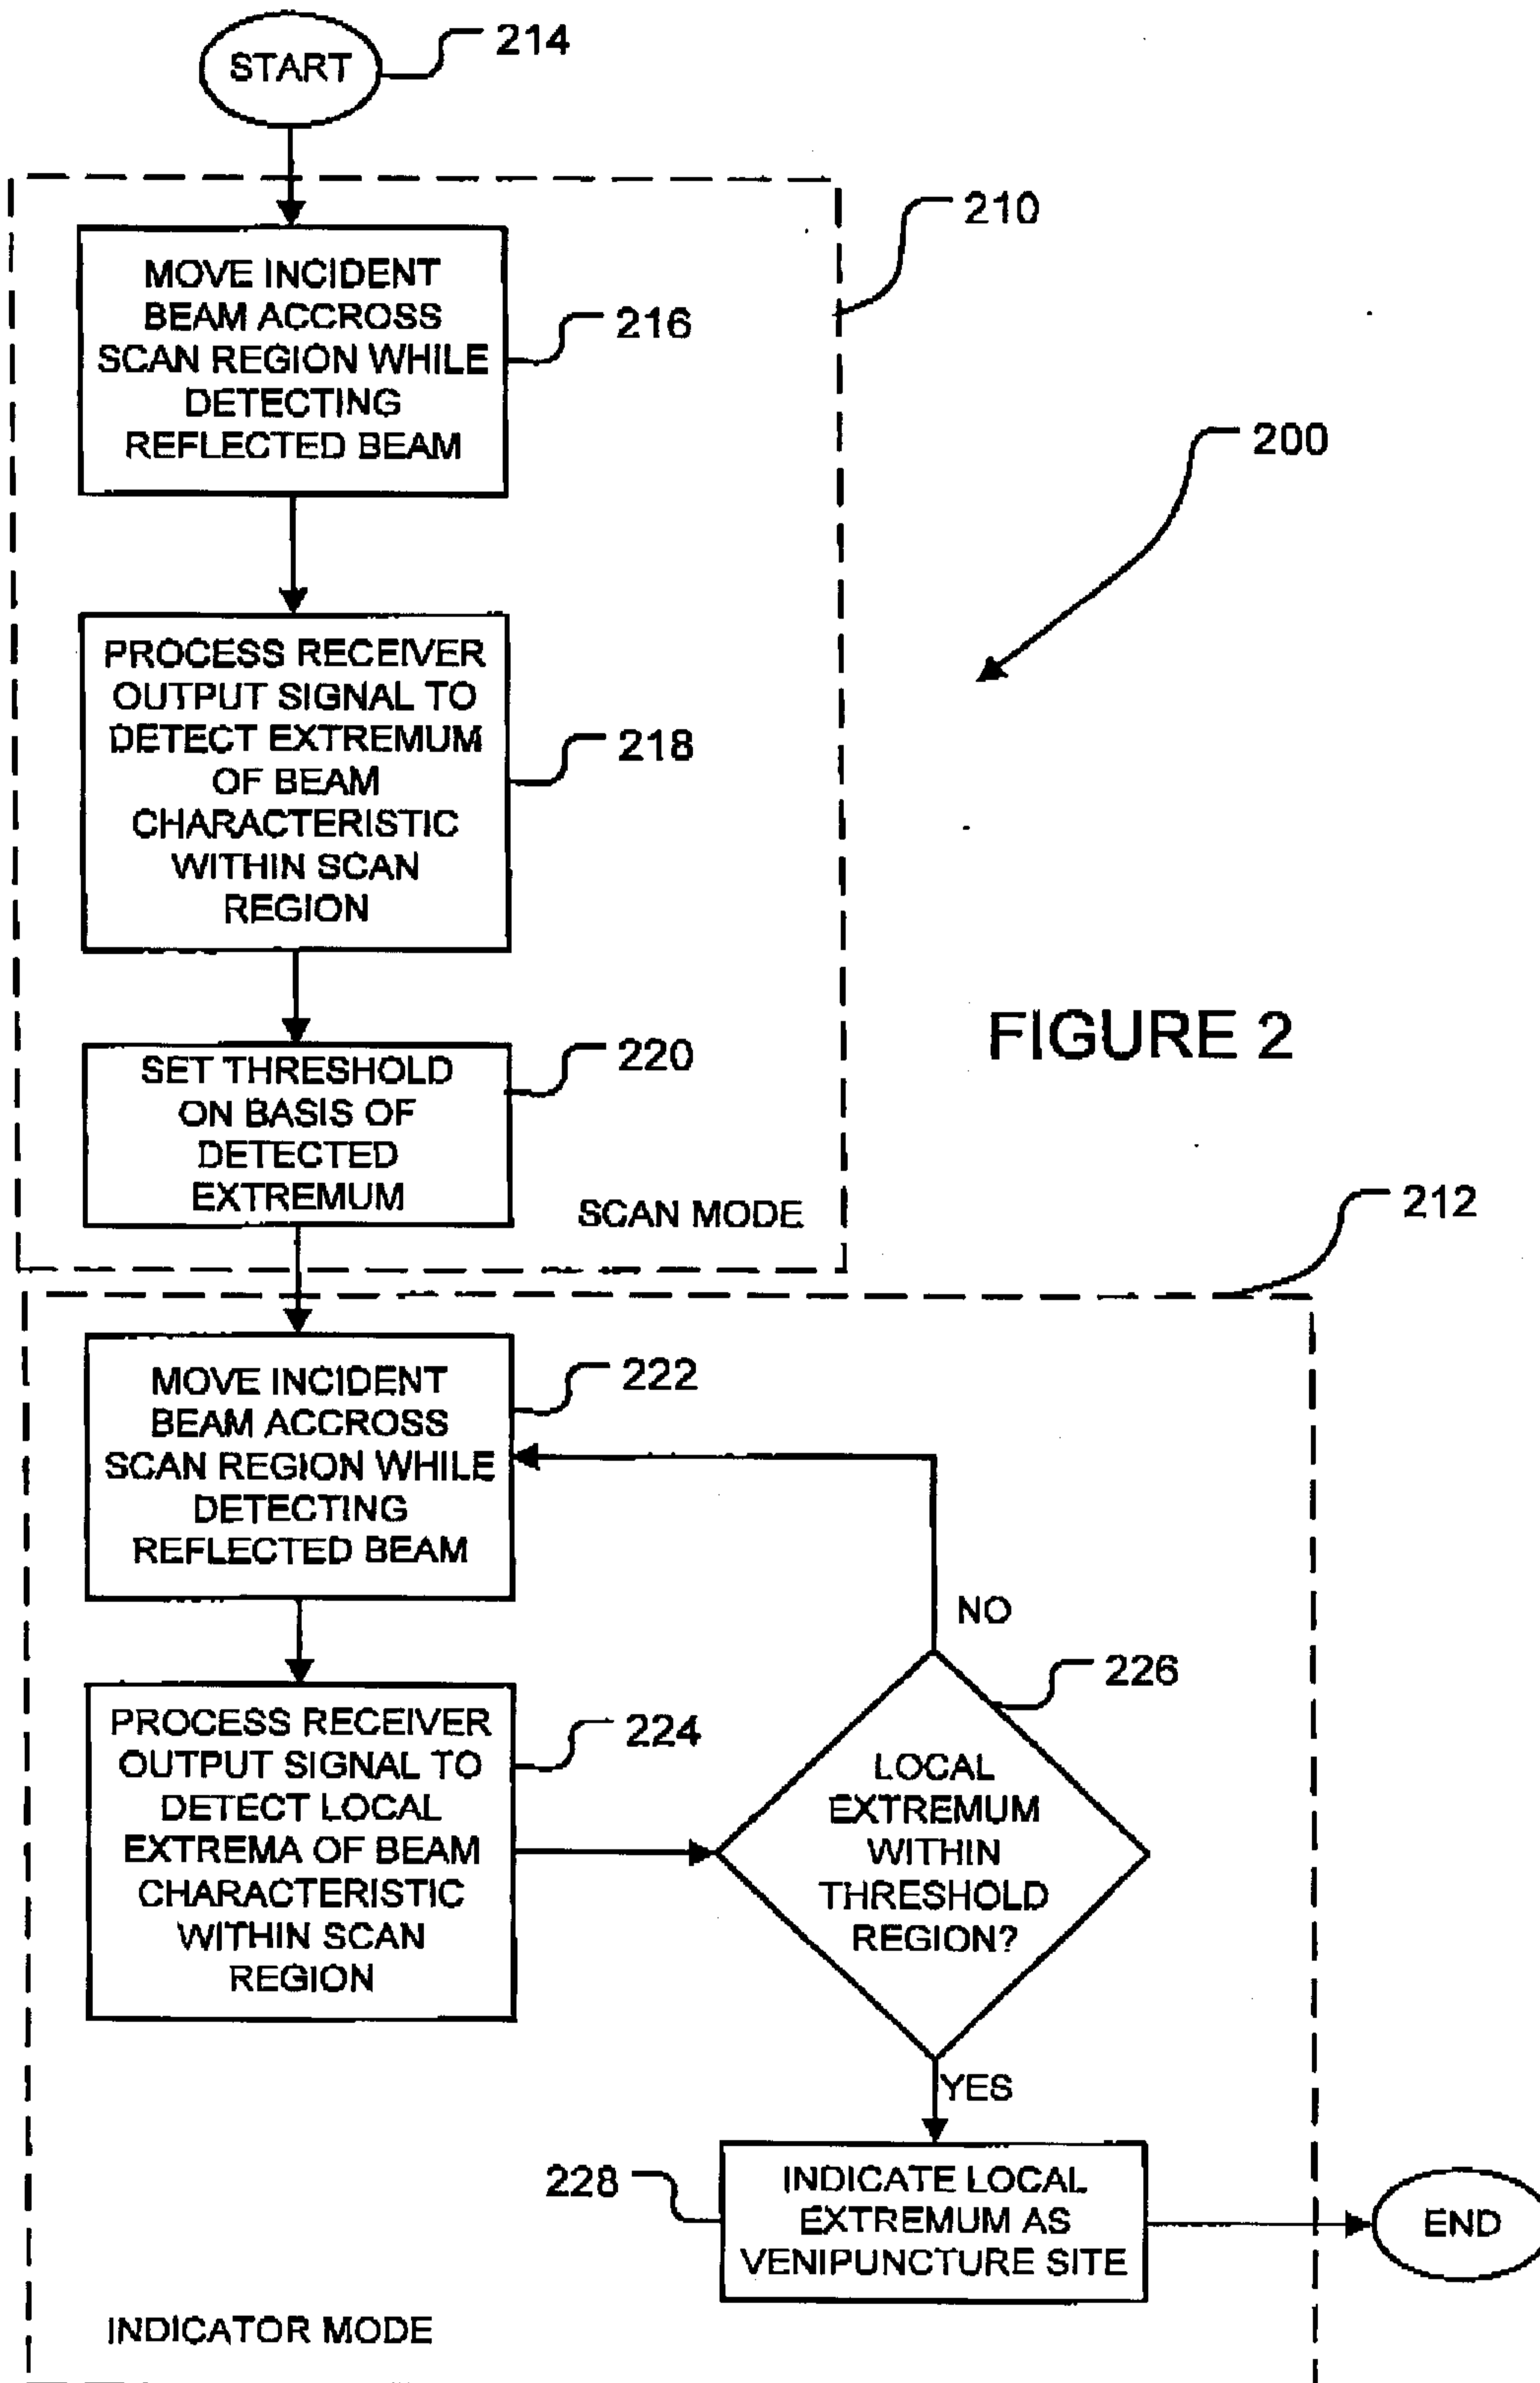 START
214
210
MOVE INCIDENT
BEAM ACCROSS
SCAN REGION WHILE
DETECTING
REFLECTED BEAM
216
200
PROCESS RECEIVER
OUTPUT SIGNAL TO
DETECT EXTREMUM
OF BEAM
CHARACTERISTIC
WITHIN SCAN
REGION
218
FIGURE 2
SET THRESHOLD
ON BASIS OF
DETECTED
EXTREMUM
220
SCAN MODE
212
MOVE INCIDENT
BEAM ACCROSS
SCAN REGION WHILE
DETECTING
REFLECTED BEAM
222
NO
PROCESS RECEIVER
OUTPUT SIGNAL TO
DETECT LOCAL
EXTREMA OF BEAM
CHARACTERISTIC
WITHIN SCAN
REGION
224
226
LOCAL
EXTREMUM
WITHIN
THRESHOLD
REGION?
YES
228
INDICATE LOCAL
EXTREMUM AS
VENIPUNCTURE SITE
END
INDICATOR MODE